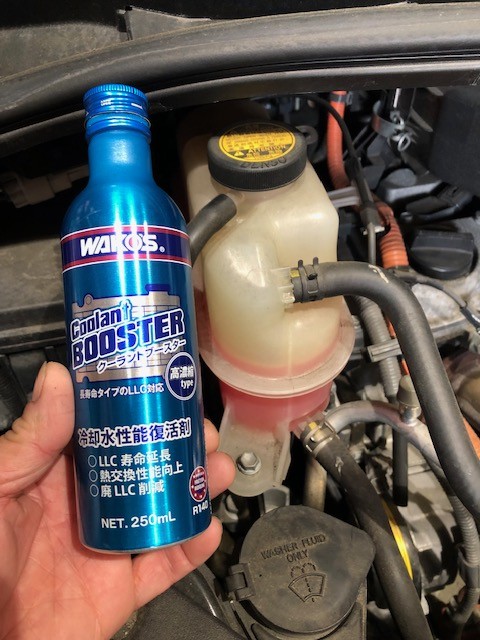 WAKO'S®
Coolant
BOOSTER
クーラントブースター
高濃縮
type
長寿命タイプのLLC対応
冷却水性能復活剤
○LLC 寿命延長
○熱交換性能向上
○廃 LLC 削減
R140
NET. 250mL
DENSO
WASHER FLUID
ONLY